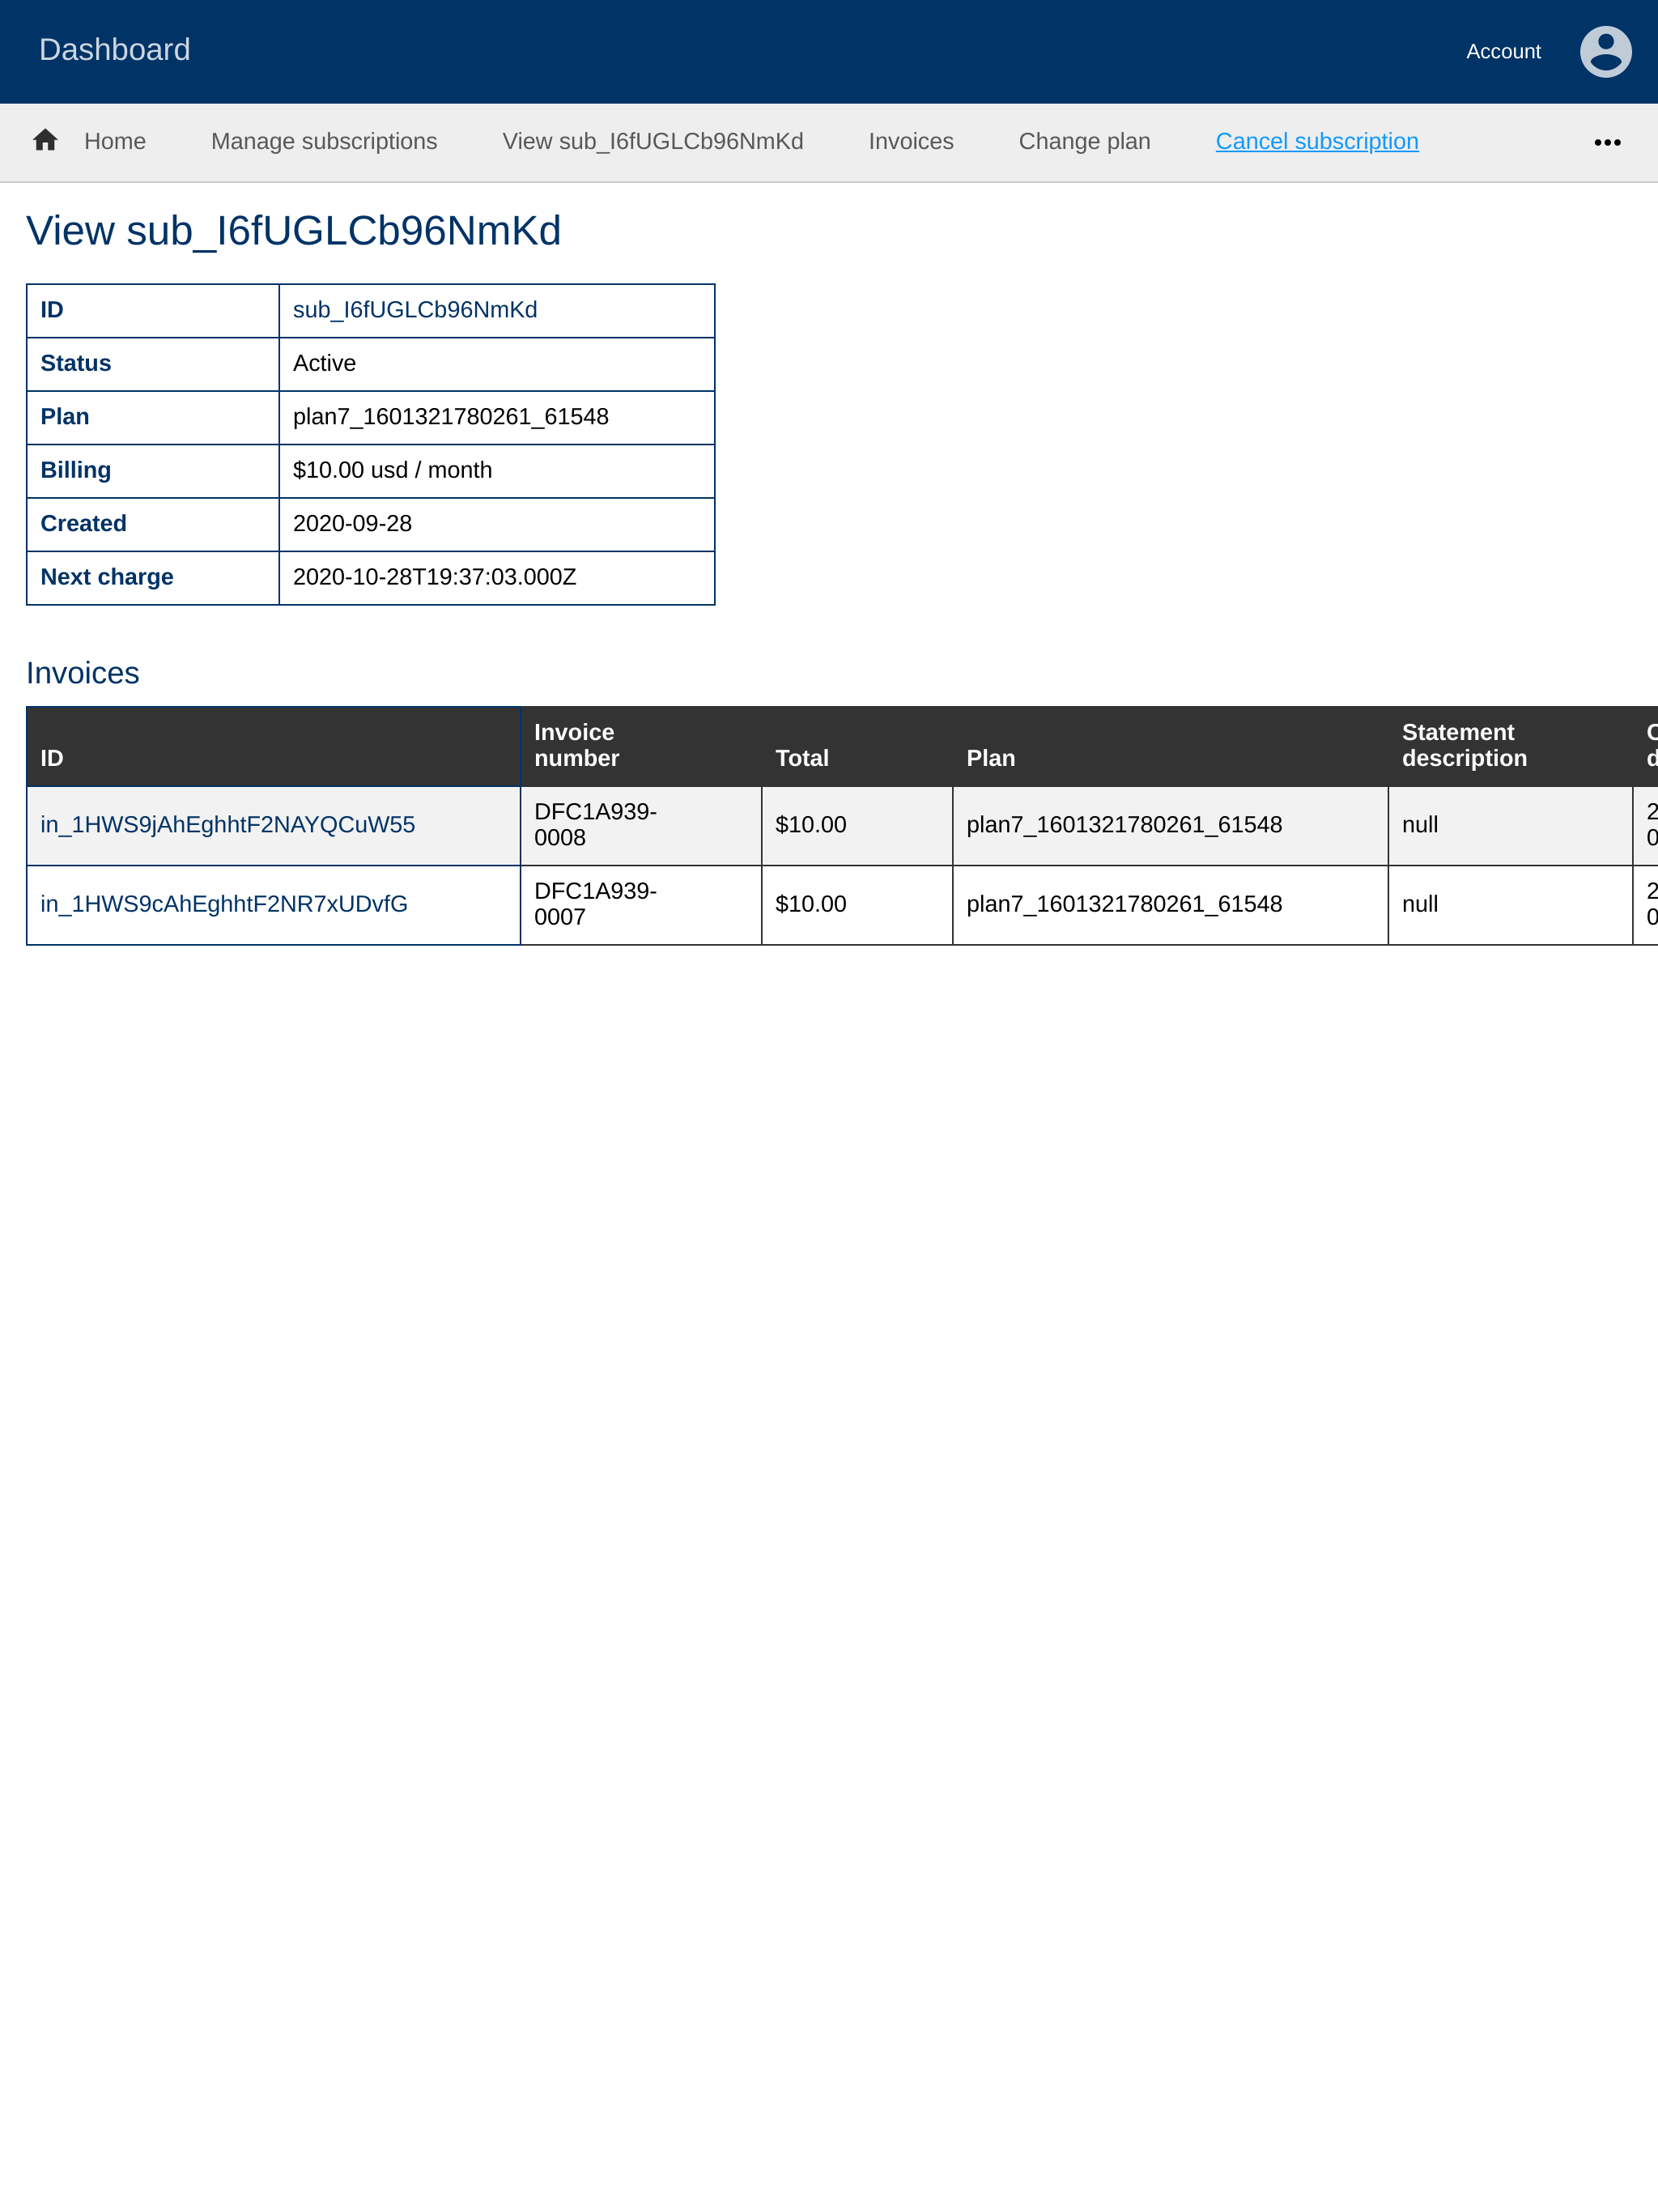 Dashboard
Account
Home Manage subscriptions View sub_I6fUGLCb96NmKd Invoices Change plan Cancel subscription
View sub_I6fUGLCb96NmKd
ID sub_I6fUGLCb96NmKd
Status Active
Plan plan7_1601321780261_61548
Billing $10.00 usd / month
Created 2020-09-28
Next charge 2020-10-28T19:37:03.000Z
Invoices
ID Invoice number Total Plan Statement description
in_1HWS9jAhEghhtF2NAYQCuW55 DFC1A939-0008 $10.00 plan7_1601321780261_61548 null
in_1HWS9cAhEghhtF2NR7xUDvfG DFC1A939-0007 $10.00 plan7_1601321780261_61548 null